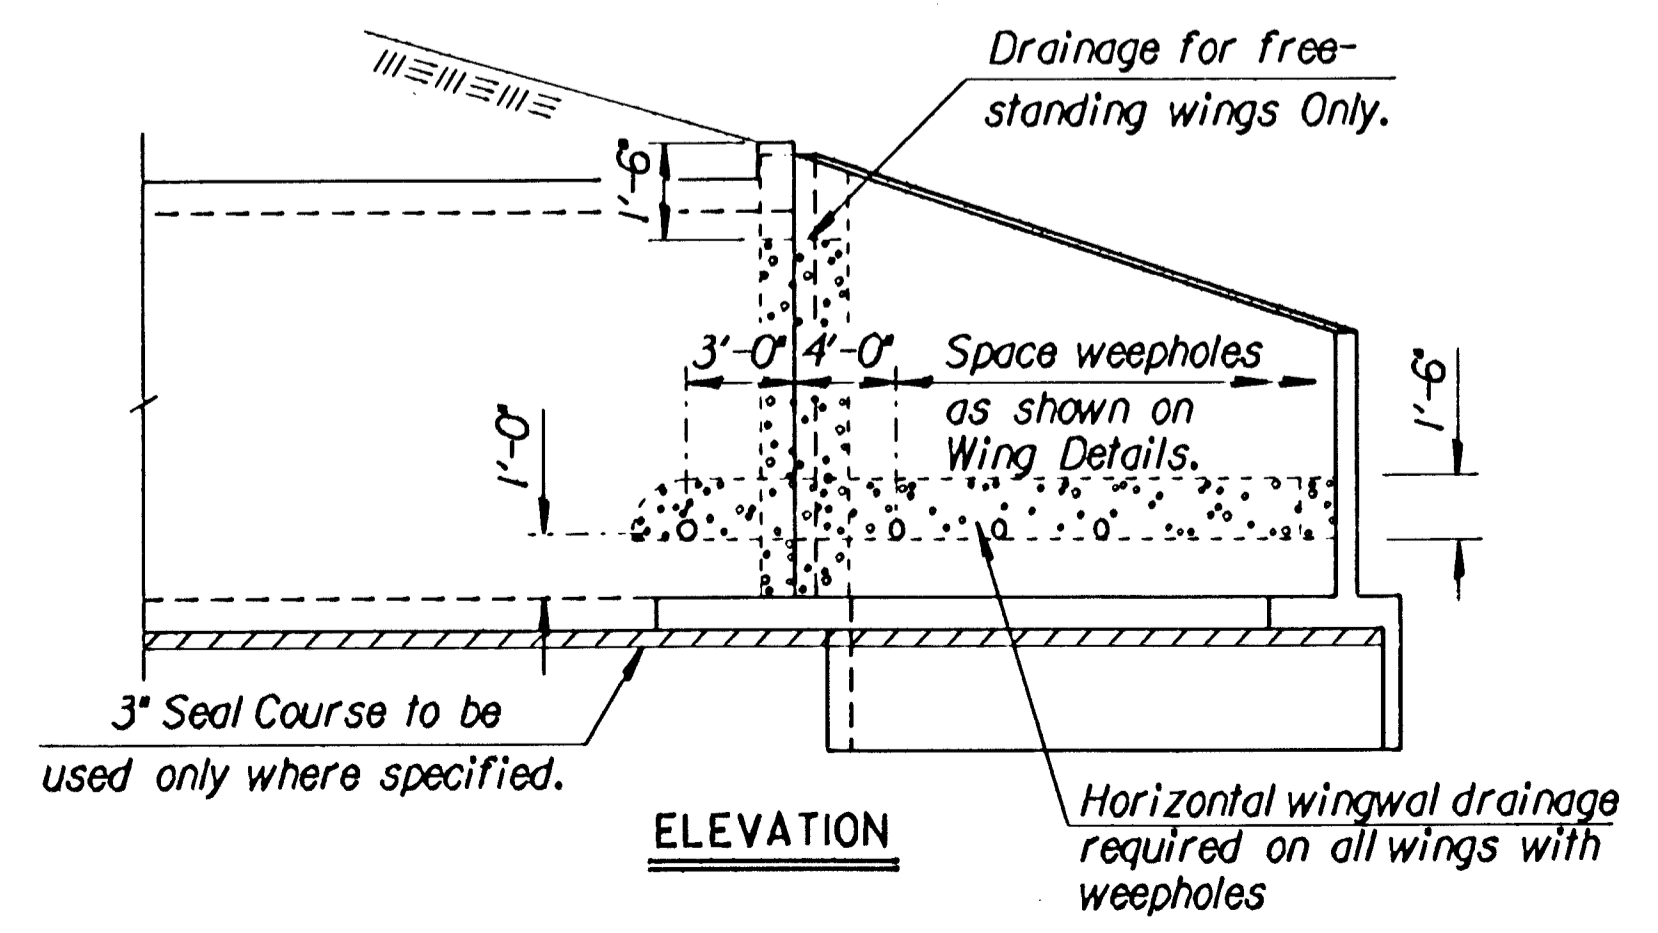 Drainage for free-
standing wings Only.
1'-9"
3'-0" 4'-0" Space weepholes
as shown on
Wing Details.
1'-9"
1'-0"
3" Seal Course to be
used only where specified.
ELEVATION
Horizontal wingwal drainage
required on all wings with
weepholes